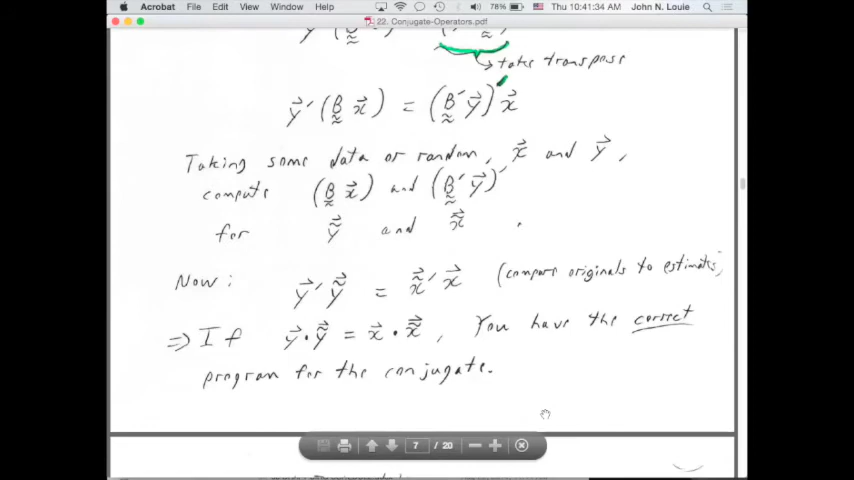 Acrobat File Edit View Window Help 78% Thu Nov 7 10:41:34 AM John N. Louie
22. Conjugate-Operators.pdf
take transpose
y⃗′ (B x⃗) = (B′ y⃗)′ x⃗
Taking some data or random, x⃗ and y⃗,
compute (B x⃗) and (B′ y⃗)′
for ỹ⃗ and x̃⃗ .
Now: y⃗′ ỹ⃗ = x̃⃗′ x⃗ (compare originals to estimates,
⇒ If y⃗ · ỹ⃗ = x⃗ · x̃⃗ , You have the correct
program for the conjugate.
7 / 20